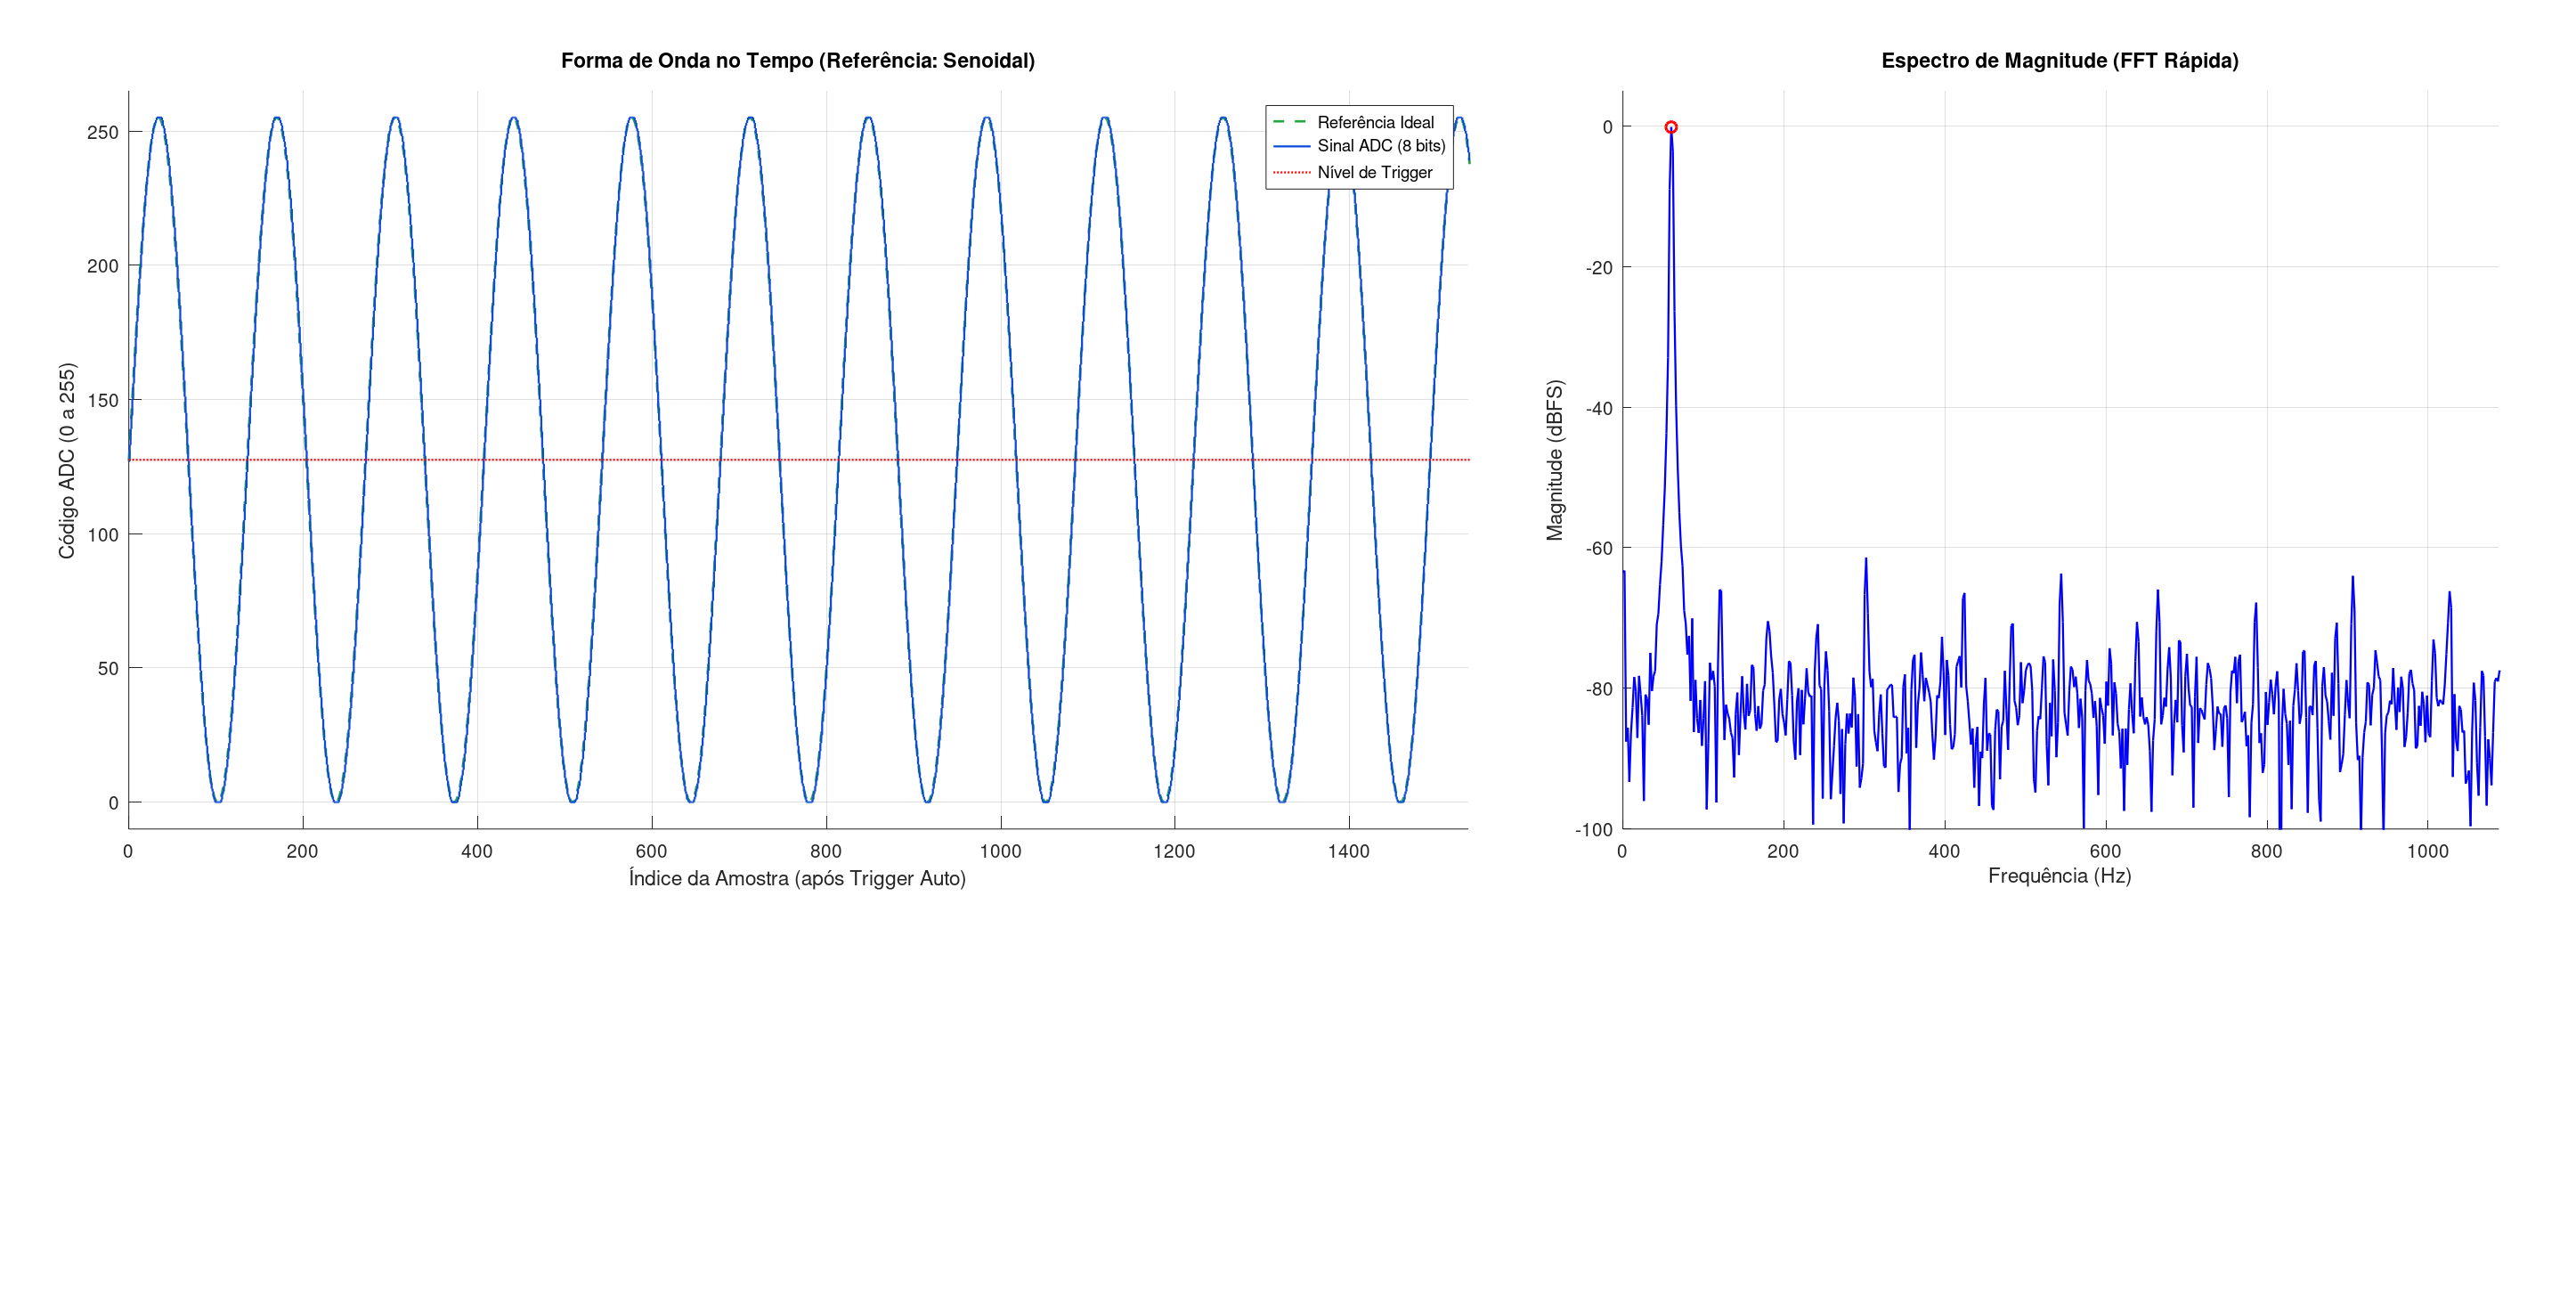 Forma de Onda no Tempo (Referência: Senoidal)
250
200
150
100
50
0
Código ADC (0 a 255)
0 200 400 600 800 1000 1200 1400
Índice da Amostra (após Trigger Auto)
Referência Ideal
Sinal ADC (8 bits)
Nível de Trigger
Espectro de Magnitude (FFT Rápida)
0
-20
-40
-60
-80
-100
Magnitude (dBFS)
0 200 400 600 800 1000
Frequência (Hz)